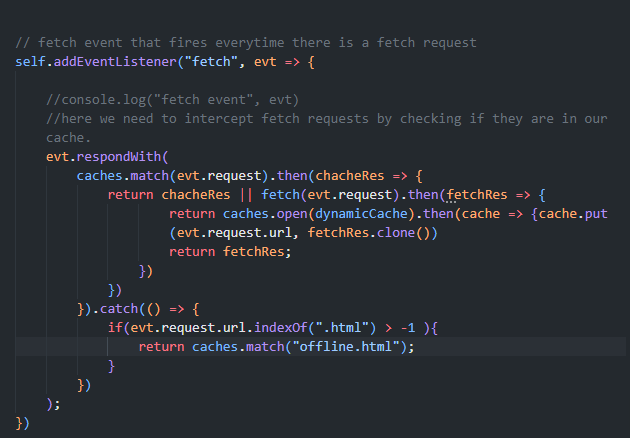 // fetch event that fires everytime there is a fetch request
self.addEventListener("fetch", evt => {
//console.log("fetch event", evt)
//here we need to intercept fetch requests by checking if they are in our
cache.
evt.respondWith(
caches.match(evt.request).then(chacheRes => {
return chacheRes || fetch(evt.request).then(fetchRes => {
return caches.open(dynamicCache).then(cache => {cache.put
(evt.request.url, fetchRes.clone())
return fetchRes;
})
})
}).catch(() => {
if(evt.request.url.indexOf(".html") > -1 ){
return caches.match("offline.html");
}
})
);
})